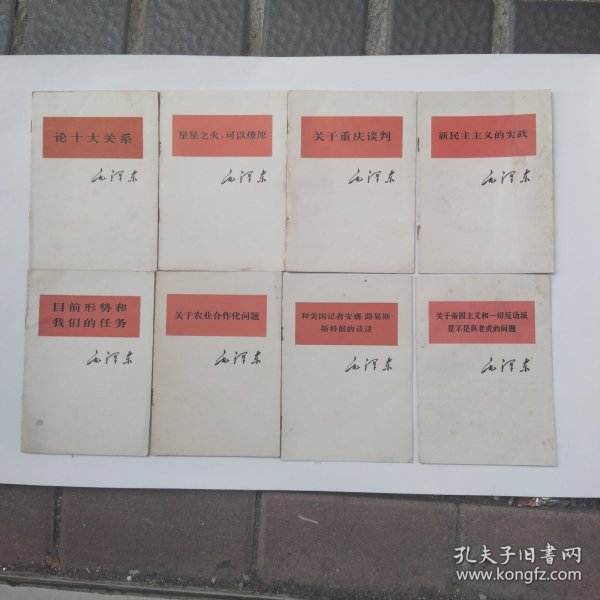 论十大关系
毛泽东
星星之火，可以燎原
毛泽东
关于重庆谈判
毛泽东
新民主主义的宪政
毛泽东
目前形势和
我们的任务
毛泽东
关于农业合作化问题
毛泽东
和美国记者安娜·路易斯·
斯特朗的谈话
毛泽东
关于帝国主义和一切反动派
是不是真老虎的问题
毛泽东
孔夫子旧书网
www.kongfz.com